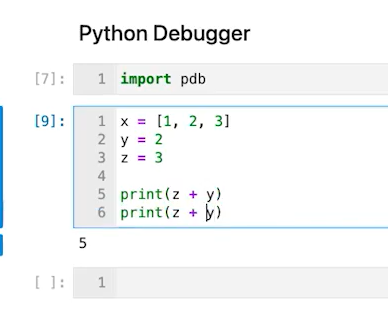 Python Debugger
[7]: 1 import pdb
[9]: 1 x = [1, 2, 3]
2 y = 2
3 z = 3
4
5 print(z + y)
6 print(z + y)
5
[ ]: 1